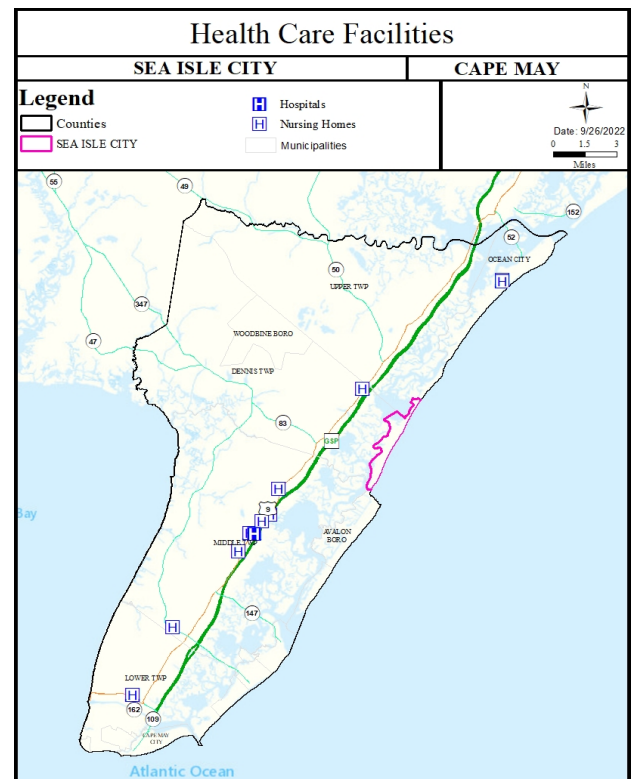 Health Care Facilities
SEA ISLE CITY
CAPE MAY
Legend
Counties
SEA ISLE CITY
H Hospitals
H Nursing Homes
Municipalities
N
Date: 9/26/2022
0 1.5 3
Miles
55
49
152
52
OCEAN CITY
50
UPPER TWP
H
347
WOODBINE BORO
47
DENNIS TWP
H
83
GSP
H
9
H
AVALON
BORO
H
MIDDLE TWP
H
147
H
LOWER TWP
H
162
109
CAPE MAY
CITY
Bay
Atlantic Ocean